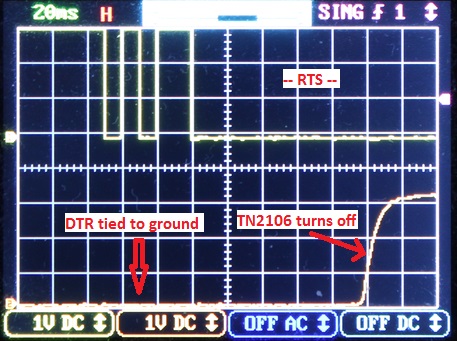 20ms H SING 1
-- RTS --
DTR tied to ground
TN2106 turns off
1V DC 1V DC OFF AC OFF DC